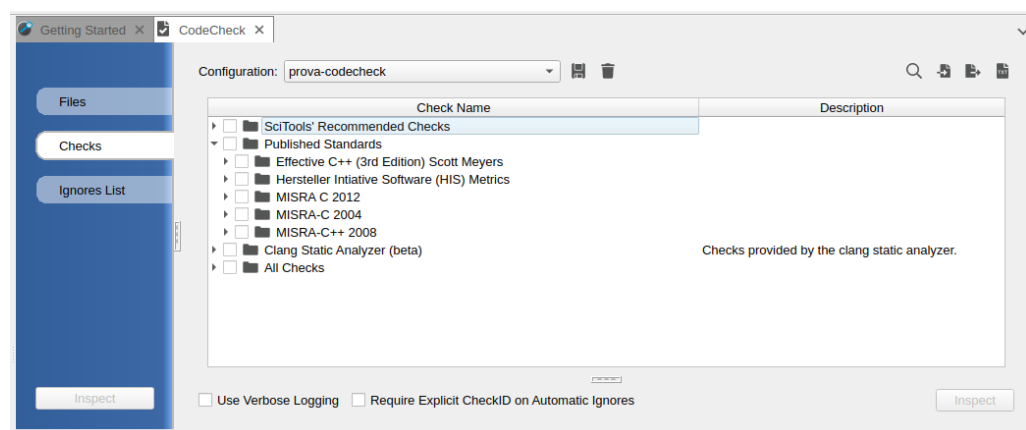 Getting Started
CodeCheck
Configuration: prova-codecheck
Files
Checks
Ignores List
Inspect
Check Name Description
SciTools' Recommended Checks
Published Standards
Effective C++ (3rd Edition) Scott Meyers
Hersteller Intiative Software (HIS) Metrics
MISRA C 2012
MISRA-C 2004
MISRA-C++ 2008
Clang Static Analyzer (beta) Checks provided by the clang static analyzer.
All Checks
Use Verbose Logging Require Explicit CheckID on Automatic Ignores
Inspect